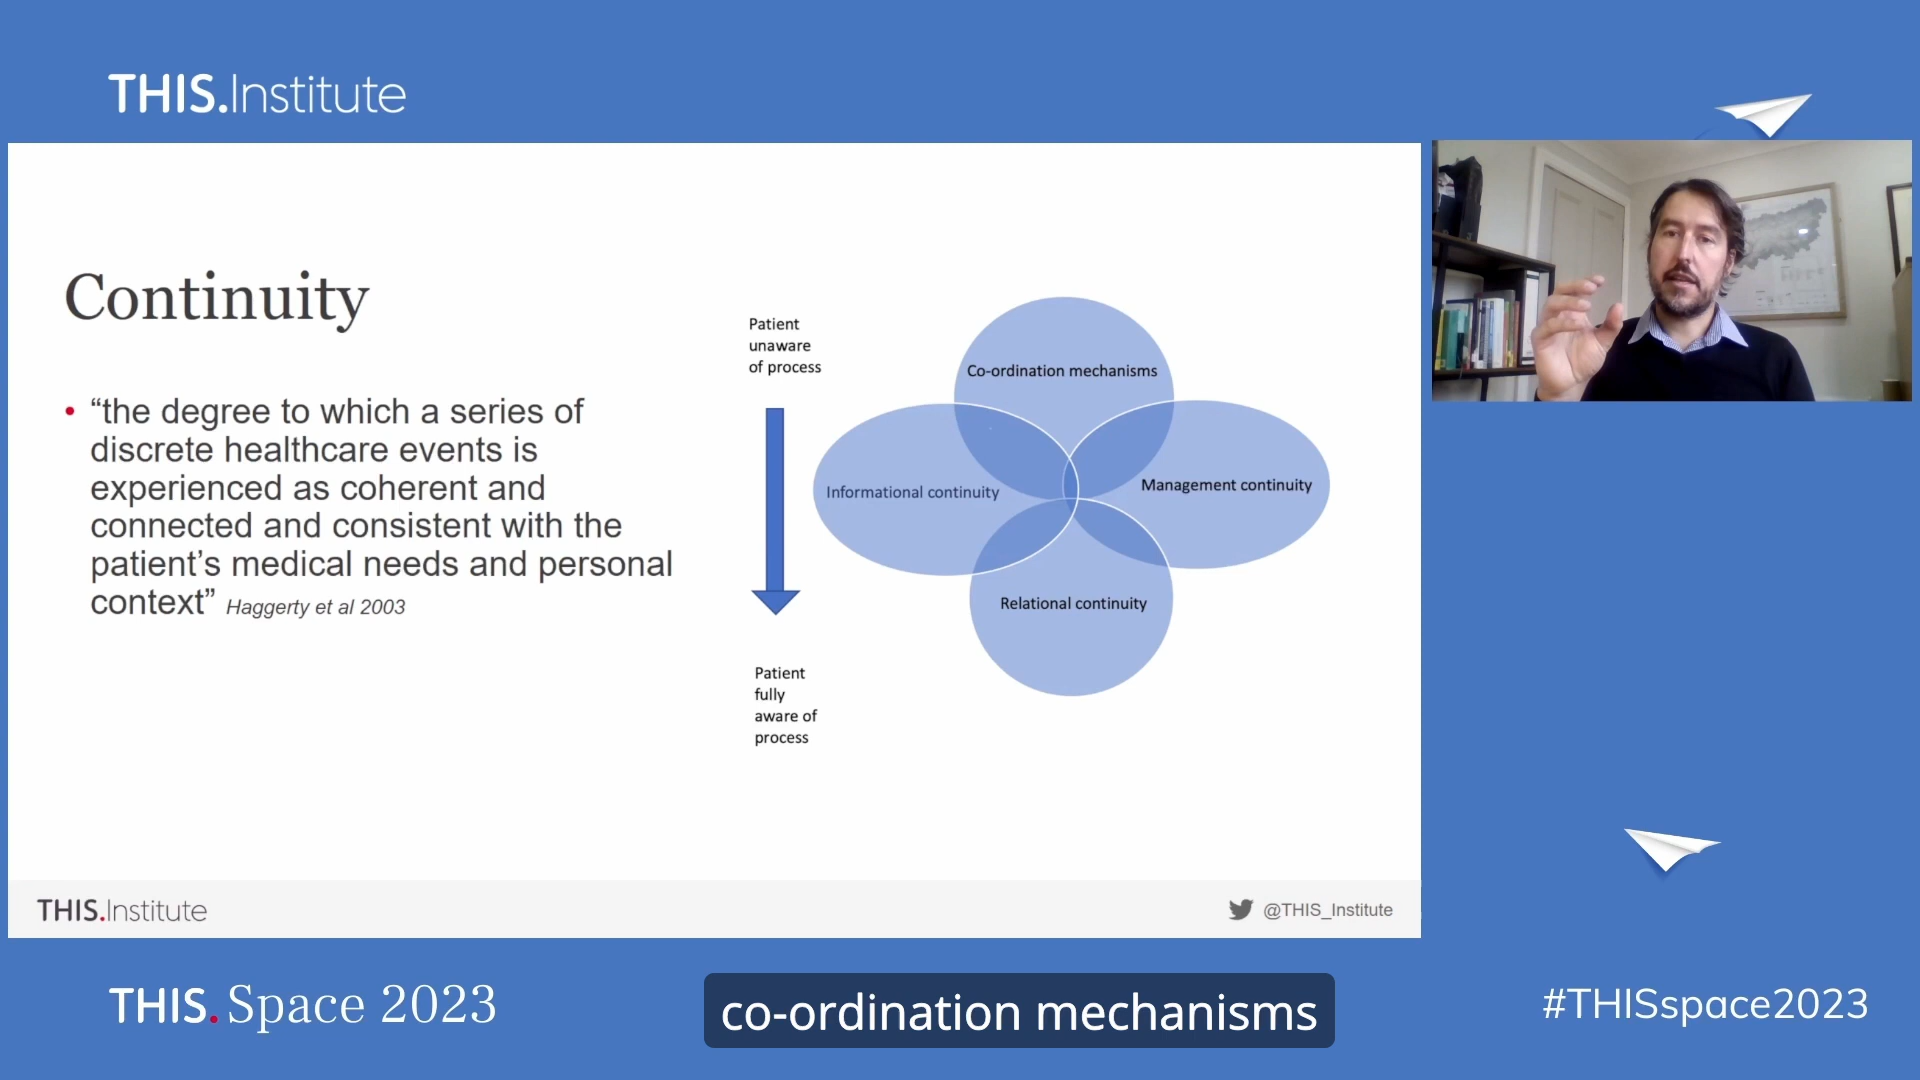 THIS.Institute
Continuity
• “the degree to which a series of
discrete healthcare events is
experienced as coherent and
connected and consistent with the
patient’s medical needs and personal
context” Haggerty et al 2003
Patient
unaware
of process
Patient
fully
aware of
process
Co-ordination mechanisms
Informational continuity
Management continuity
Relational continuity
THIS.Institute
@THIS_Institute
THIS. Space 2023
co-ordination mechanisms
#THISspace2023